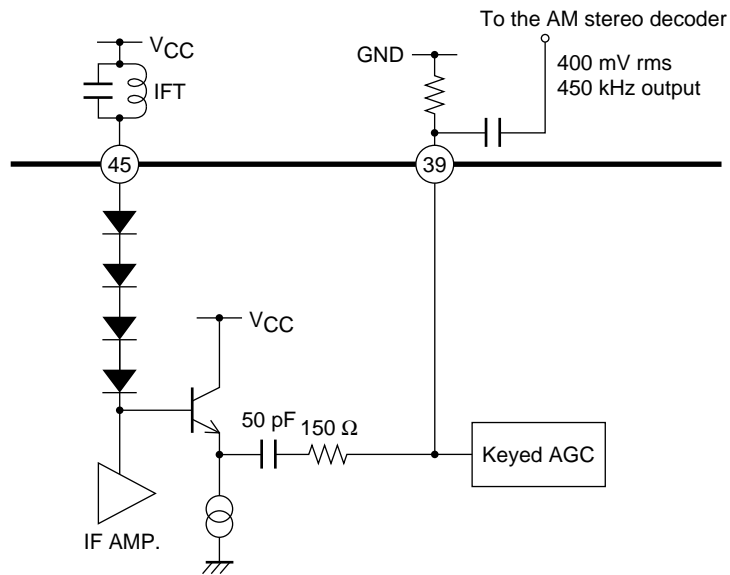 To the AM stereo decoder
VCC
GND
400 mV rms
450 kHz output
IFT
45
39
VCC
50 pF
150 Ω
Keyed AGC
IF AMP.